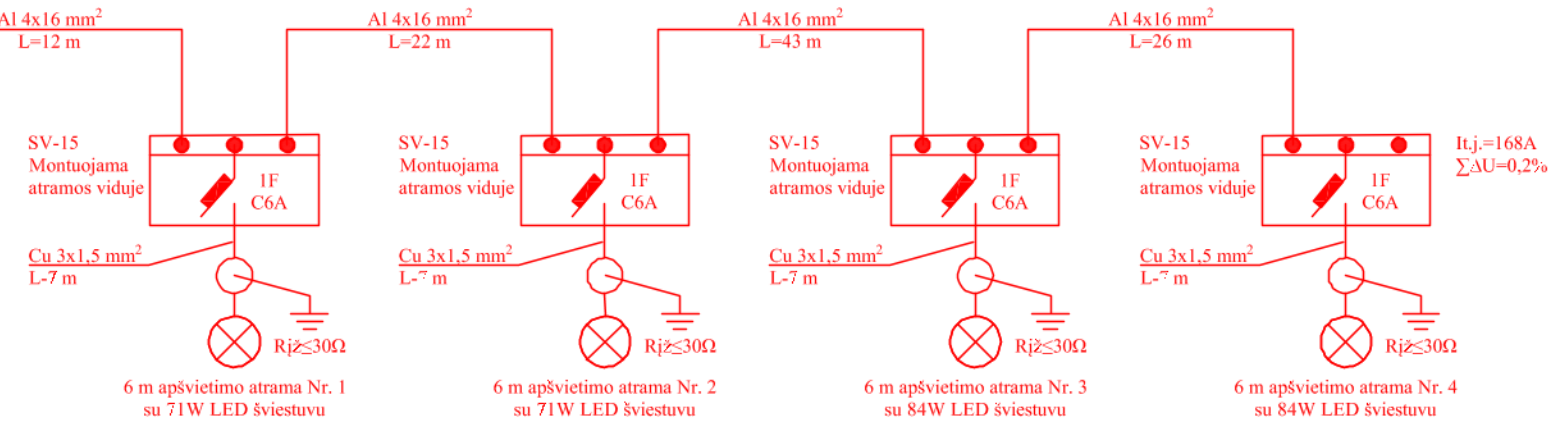 Al 4x16 mm²
L=12 m
Al 4x16 mm²
L=22 m
Al 4x16 mm²
L=43 m
Al 4x16 mm²
L=26 m
SV-15
Montuojama
atramos viduje
1F
C6A
SV-15
Montuojama
atramos viduje
1F
C6A
SV-15
Montuojama
atramos viduje
1F
C6A
SV-15
Montuojama
atramos viduje
1F
C6A
It.j.=168A
∑ΔU=0,2%
Cu 3x1,5 mm²
L-7 m
Cu 3x1,5 mm²
L-7 m
Cu 3x1,5 mm²
L-7 m
Cu 3x1,5 mm²
L-7 m
Rįž≤30Ω
Rįž≤30Ω
Rįž≤30Ω
Rįž≤30Ω
6 m apšvietimo atrama Nr. 1
su 71W LED šviestuvu
6 m apšvietimo atrama Nr. 2
su 71W LED šviestuvu
6 m apšvietimo atrama Nr. 3
su 84W LED šviestuvu
6 m apšvietimo atrama Nr. 4
su 84W LED šviestuvu